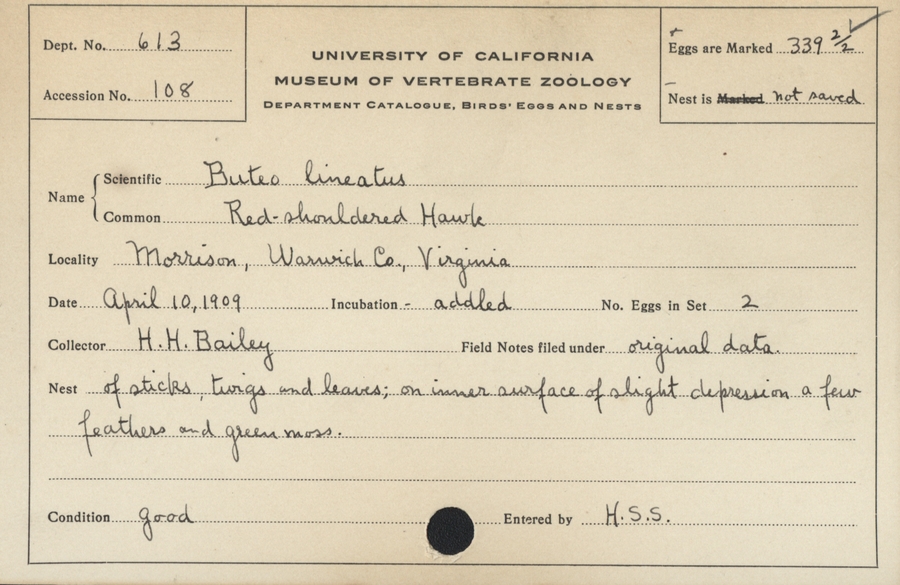 Dept. No. 613
Accession No. 108
UNIVERSITY OF CALIFORNIA
MUSEUM OF VERTEBRATE ZOÖLOGY
DEPARTMENT CATALOGUE, BIRDS' EGGS AND NESTS
Eggs are Marked 339 2/2
Nest is Marked not saved
Name
Scientific Buteo lineatus
Common Red-shouldered Hawk
Locality Morrison, Warwich Co., Virginia
Date April 10, 1909 Incubation - addled No. Eggs in Set 2
Collector H.H. Bailey Field Notes filed under original data.
Nest of sticks, twigs and leaves; on inner surface of slight depression a few
feathers and green moss.
Condition good Entered by H.S.S.